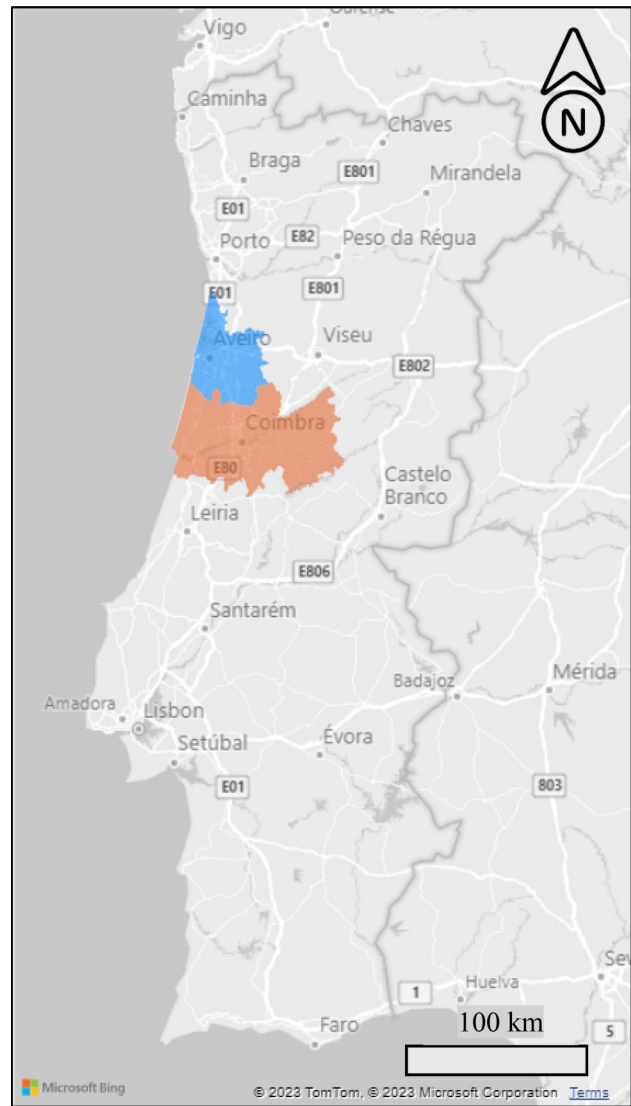 Vigo
Ourense
Caminha
Chaves
Braga
E801
Mirandela
E01
E82
Porto
Peso da Régua
E01
E801
Aveiro
Viseu
E802
Coimbra
E80
Castelo
Branco
Leiria
E806
Santarém
Badajoz
Mérida
Amadora
Lisbon
Setúbal
Évora
E01
803
Sev
1
Huelva
5
Faro
100 km
N
Microsoft Bing
© 2023 TomTom, © 2023 Microsoft Corporation Terms